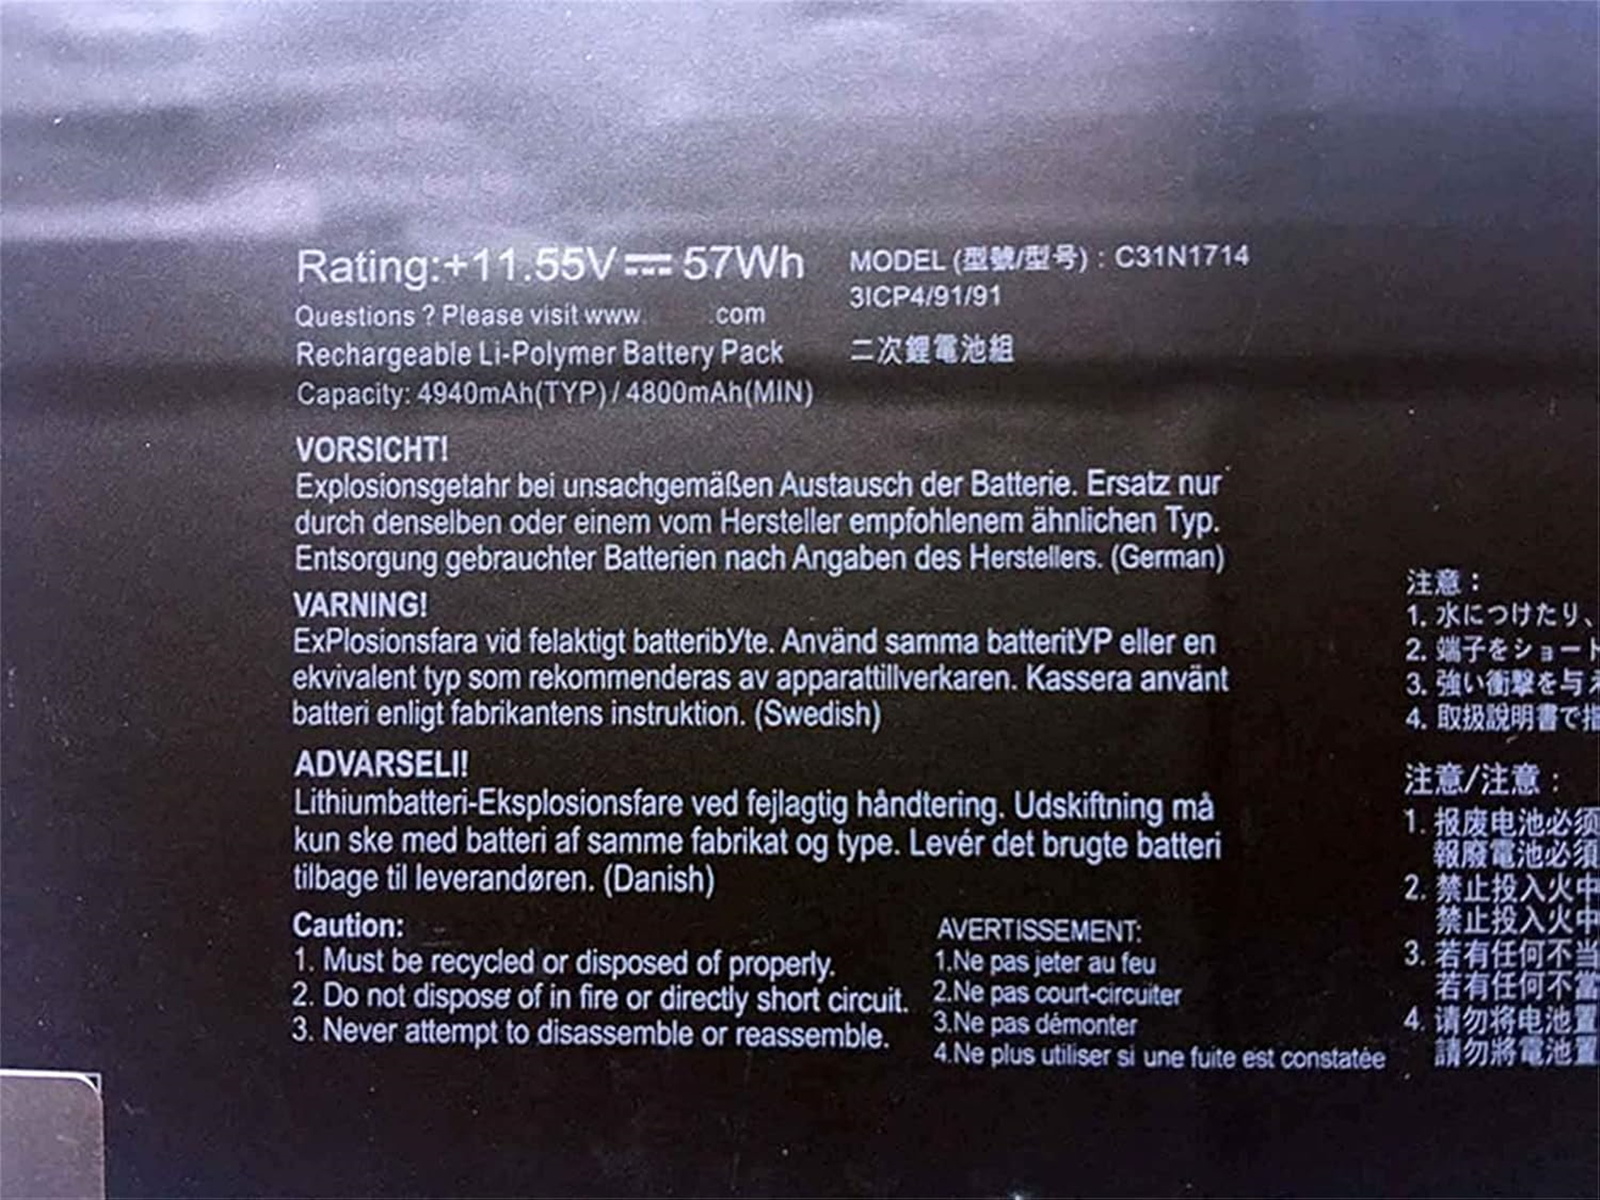 Rating:+11.55V⎓57Wh
Questions ? Please visit www. .com
Rechargeable Li-Polymer Battery Pack
Capacity: 4940mAh(TYP) / 4800mAh(MIN)
MODEL (型號/型号) : C31N1714
3ICP4/91/91
二次鋰電池組
VORSICHT!
Explosionsgetahr bei unsachgemäßen Austausch der Batterie. Ersatz nur
durch denselben oder einem vom Hersteller empfohlenem ähnlichen Typ.
Entsorgung gebrauchter Batterien nach Angaben des Herstellers. (German)
VARNING!
ExPlosionsfara vid felaktigt batteribУte. Använd samma batteritУP eller en
ekvivalent typ som rekommenderas av apparattillverkaren. Kassera använt
batteri enligt fabrikantens instruktion. (Swedish)
ADVARSELI!
Lithiumbatteri-Eksplosionsfare ved fejlagtig håndtering. Udskiftning må
kun ske med batteri af samme fabrikat og type. Levér det brugte batteri
tilbage til leverandøren. (Danish)
Caution:
1. Must be recycled or disposed of properly.
2. Do not dispose of in fire or directly short circuit.
3. Never attempt to disassemble or reassemble.
AVERTISSEMENT:
1.Ne pas jeter au feu
2.Ne pas court-circuiter
3.Ne pas démonter
4.Ne plus utiliser si une fuite est constatée
注意：
1. 水につけたり、
2. 端子をショート
3. 強い衝撃を与え
4. 取扱説明書で指
注意/注意：
1. 报废电池必须
報廢電池必須
2. 禁止投入火中
禁止投入火中
3. 若有任何不当
若有任何不當
4. 请勿将电池置
請勿將電池置